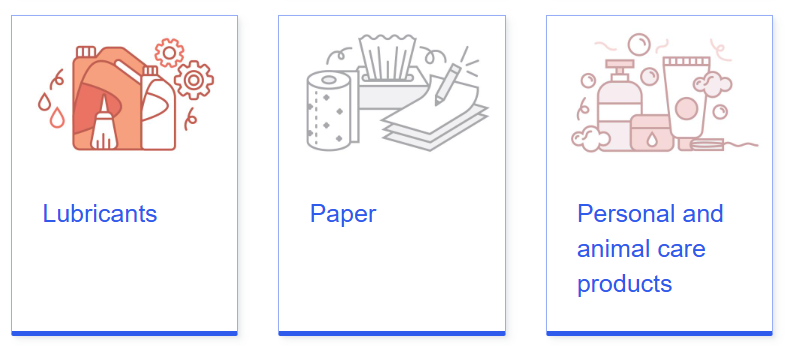 Lubricants
Paper
Personal and
animal care
products